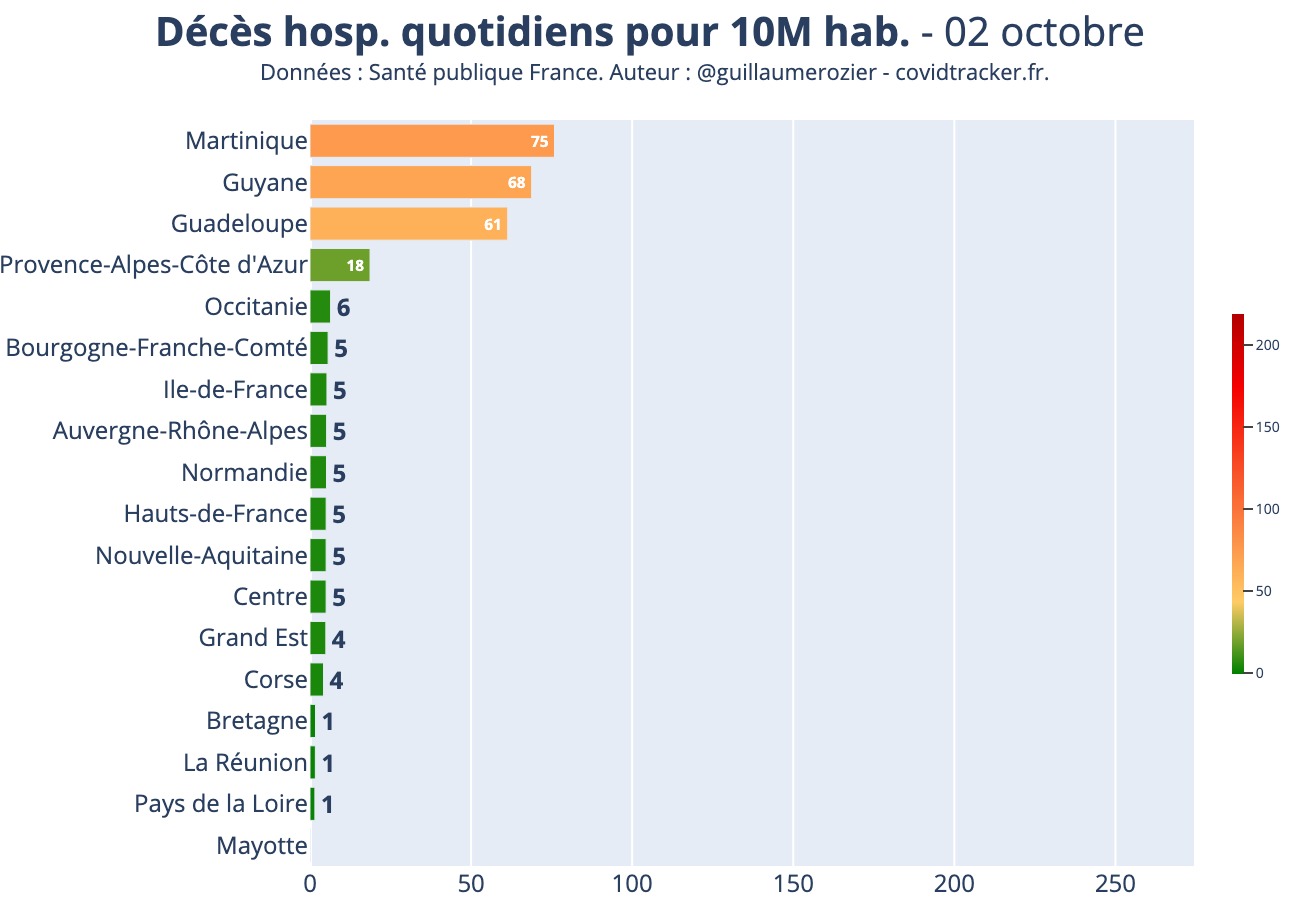 Décès hosp. quotidiens pour 10M hab. - 02 octobre
Données : Santé publique France. Auteur : @guillaumerozier - covidtracker.fr.
Martinique 75
Guyane 68
Guadeloupe 61
Provence-Alpes-Côte d'Azur 18
Occitanie 6
Bourgogne-Franche-Comté 5
Ile-de-France 5
Auvergne-Rhône-Alpes 5
Normandie 5
Hauts-de-France 5
Nouvelle-Aquitaine 5
Centre 5
Grand Est 4
Corse 4
Bretagne 1
La Réunion 1
Pays de la Loire 1
Mayotte
0 50 100 150 200 250
200
150
100
50
0